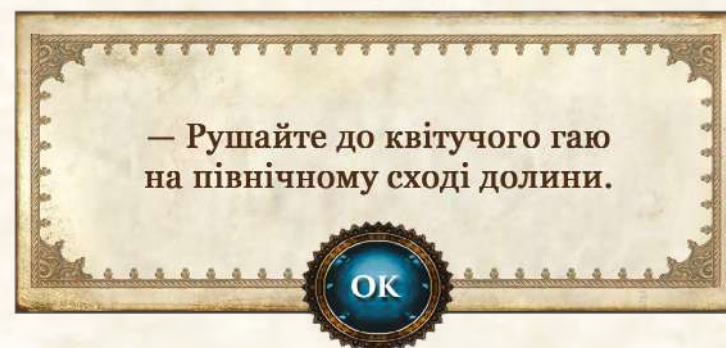 — Рушайте до квітучого гаю
на північному сході долини.
OK